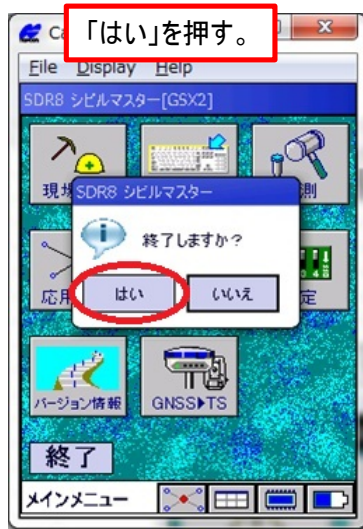 「はい」を押す。
File Display Help
SDR8 シビルマスター[GSX2]
SDR8 シビルマスター
終了しますか?
はい
いいえ
バージョン情報
GNSS▶TS
終了
メインメニュー